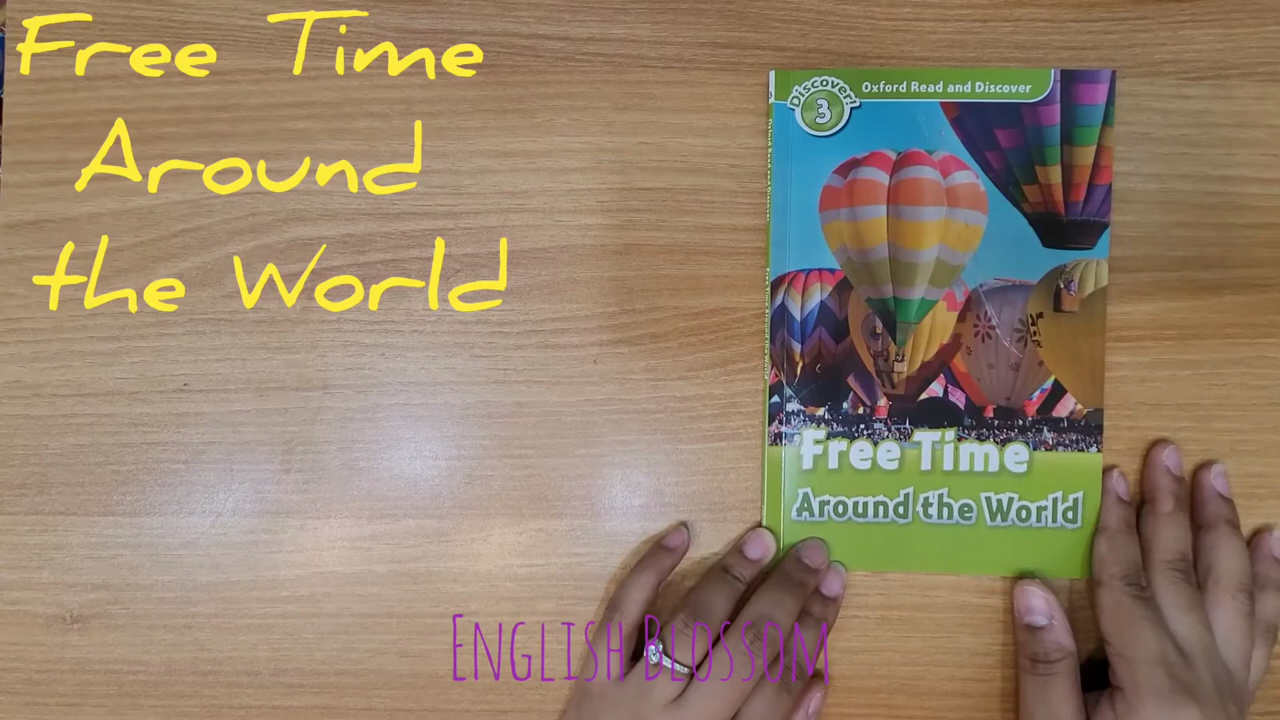 Free Time
Around
the World
Discover!
3
Oxford Read and Discover
Free Time
Around the World
English Blossom